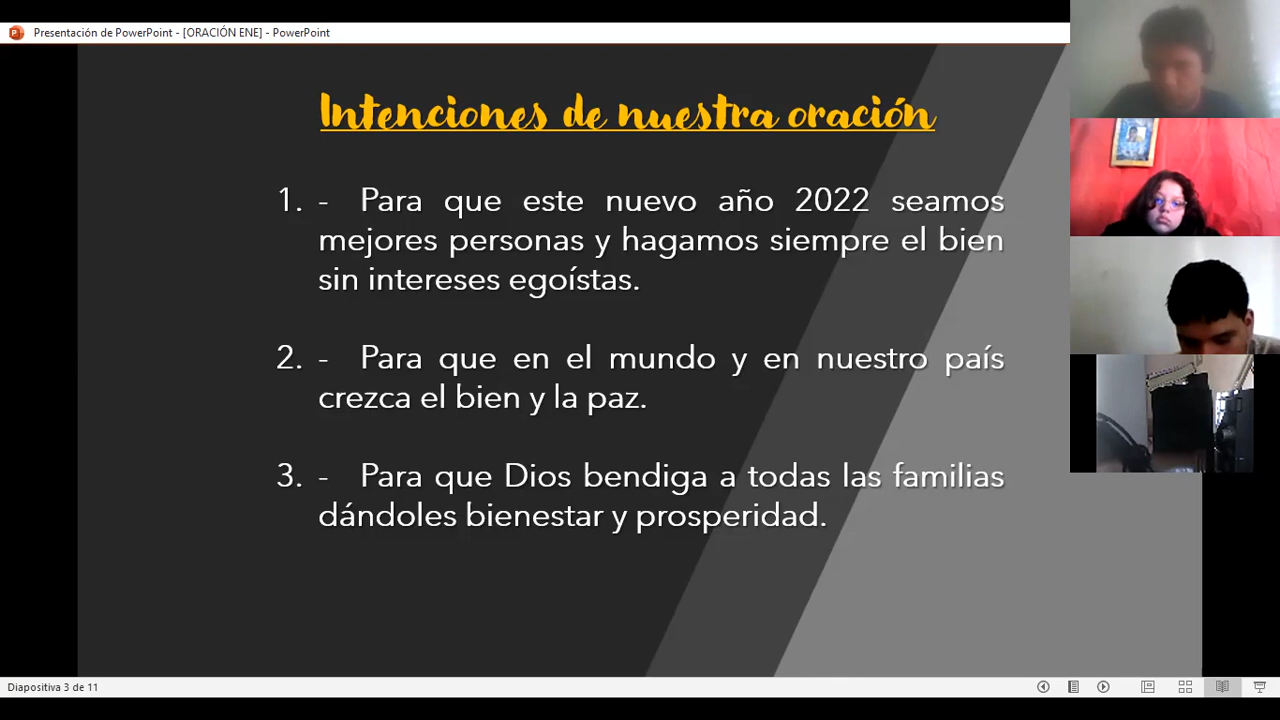 Presentación de PowerPoint - [ORACIÓN ENE] - PowerPoint
Intenciones de nuestra oración
1. - Para que este nuevo año 2022 seamos
mejores personas y hagamos siempre el bien
sin intereses egoístas.
2. - Para que en el mundo y en nuestro país
crezca el bien y la paz.
3. - Para que Dios bendiga a todas las familias
dándoles bienestar y prosperidad.
Diapositiva 3 de 11